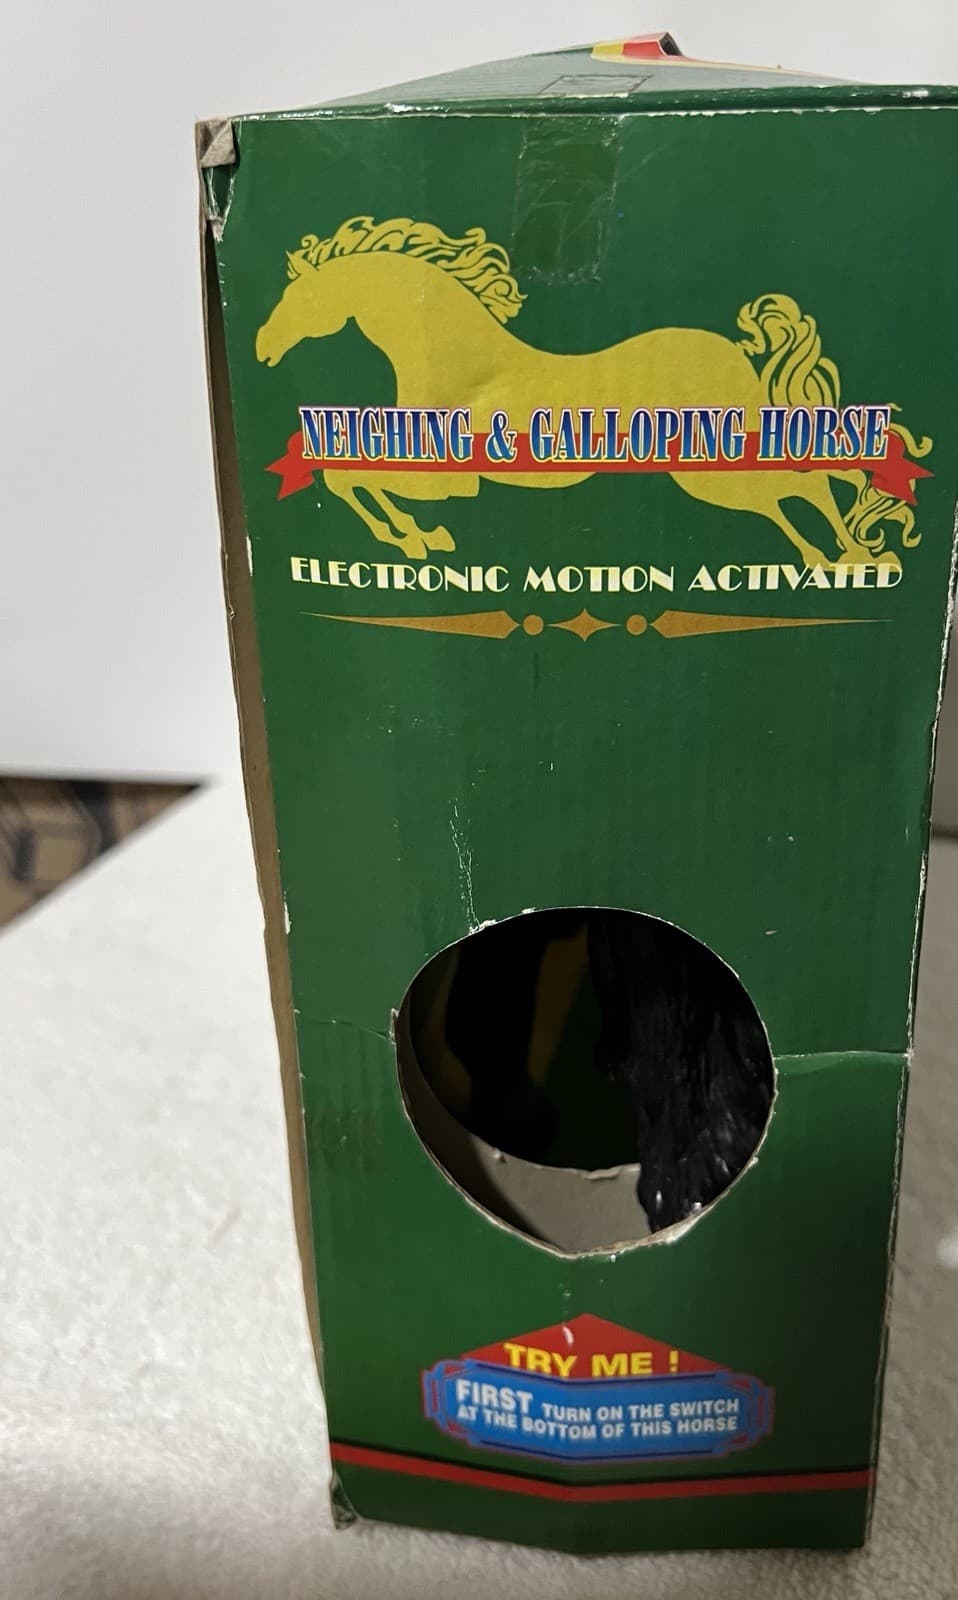 NEIGHING & GALLOPING HORSE
ELECTRONIC MOTION ACTIVATED
TRY ME !
FIRST TURN ON THE SWITCH
AT THE BOTTOM OF THIS HORSE